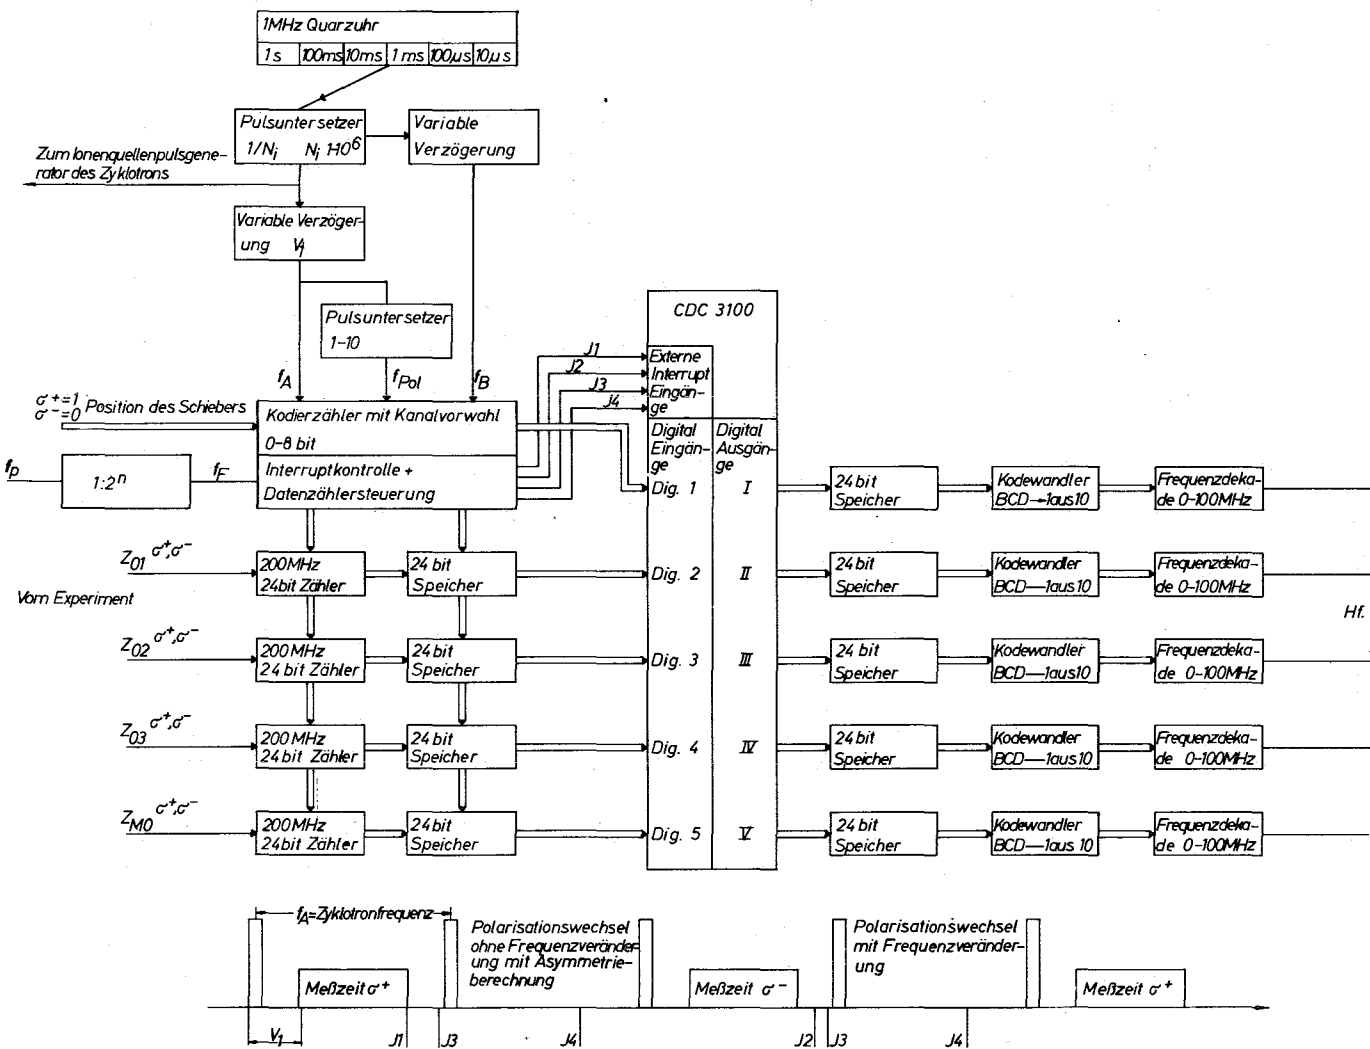 1MHz Quarzuhr
1 s 100ms 10ms 1 ms 100µs 10µs
Pulsuntersetzer
1/Ni Ni 1-10⁶
Variable
Verzögerung
Zum Ionenquellenpulsgene-
rator des Zyklotrons
Variable Verzöger-
ung V1
Pulsuntersetzer
1-10
fA
fPol
fB
CDC 3100
J1
J2
J3
J4
Externe
Interrupt
Eingän-
ge
σ⁺=1
σ⁻=0
Position des Schiebers
Kodierzähler mit Kanalvorwahl
0-8 bit
Interruptkontrolle +
Datenzählersteuerung
fp
1:2ⁿ
fF
Digital
Eingän-
ge
Digital
Ausgän-
ge
Dig. 1 I
24 bit
Speicher
Kodewandler
BCD→1aus10
Frequenzdeka-
de 0-100MHz
Z01 σ⁺,σ⁻
200MHz
24bit Zähler
24 bit
Speicher
Dig. 2 II
24 bit
Speicher
Kodewandler
BCD—1aus10
Frequenzdeka-
de 0-100MHz
Vom Experiment
Hf.
Z02 σ⁺,σ⁻
200MHz
24 bit Zähler
24 bit
Speicher
Dig. 3 III
24 bit
Speicher
Kodewandler
BCD—1aus10
Frequenzdeka-
de 0-100MHz
Z03 σ⁺,σ⁻
200MHz
24 bit Zähler
24 bit
Speicher
Dig. 4 IV
24 bit
Speicher
Kodewandler
BCD—1aus10
Frequenzdeka-
de 0-100MHz
ZM0 σ⁺,σ⁻
200MHz
24bit Zähler
24 bit
Speicher
Dig. 5 V
24 bit
Speicher
Kodewandler
BCD—1aus 10
Frequenzdeka-
de 0-100MHz
fA=Zyklotronfrequenz
Polarisationswechsel
ohne Frequenzveränder-
ung mit Asymmetrie-
berechnung
Polarisationswechsel
mit Frequenzveränder-
ung
Meßzeit σ⁺
Meßzeit σ⁻
Meßzeit σ⁺
V1
J1
J3
J4
J2
J3
J4